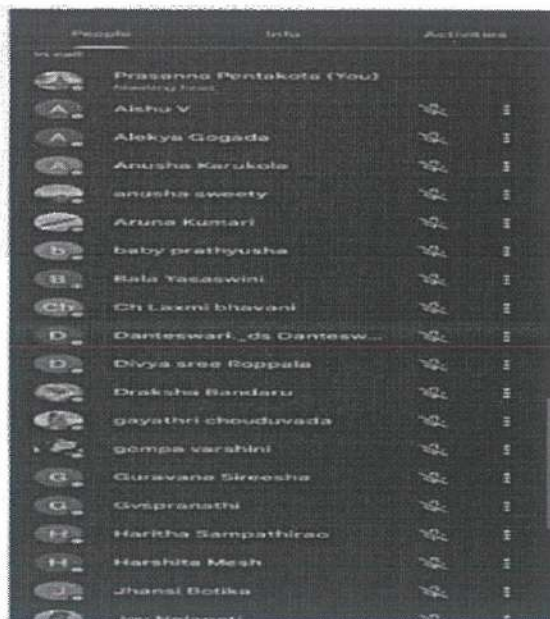 People Info Activities
In call
Prasanna Pentakota (You)
Meeting host
A Aishu V
A Alekya Gogada
A Anusha Karukola
anusha sweety
Aruna Kumari
b baby prathyusha
B Bala Yasaswini
Ch Ch Laxmi bhavani
D Danteswari_ds Dantesw...
D Divya sree Roppala
Draksha Bandaru
gayathri chouduvada
gompa varshini
G Guravana Sireesha
G Gvspranathi
H Haritha Sampathirao
H Harshita Mesh
J Jhansi Botika